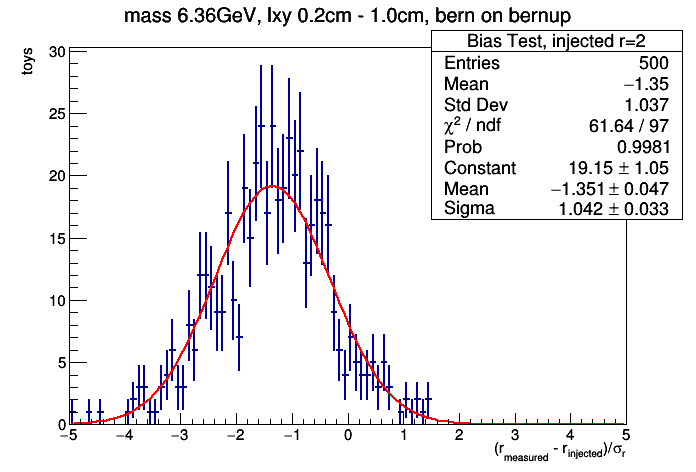 mass 6.36GeV, lxy 0.2cm - 1.0cm, bern on bernup
Bias Test, injected r=2
Entries 500
Mean −1.35
Std Dev 1.037
χ² / ndf 61.64 / 97
Prob 0.9981
Constant 19.15 ± 1.05
Mean −1.351 ± 0.047
Sigma 1.042 ± 0.033
toys
30
25
20
15
10
5
0
−5 −4 −3 −2 −1 0 1 2 3 4 5
(r_measured - r_injected)/σ_r